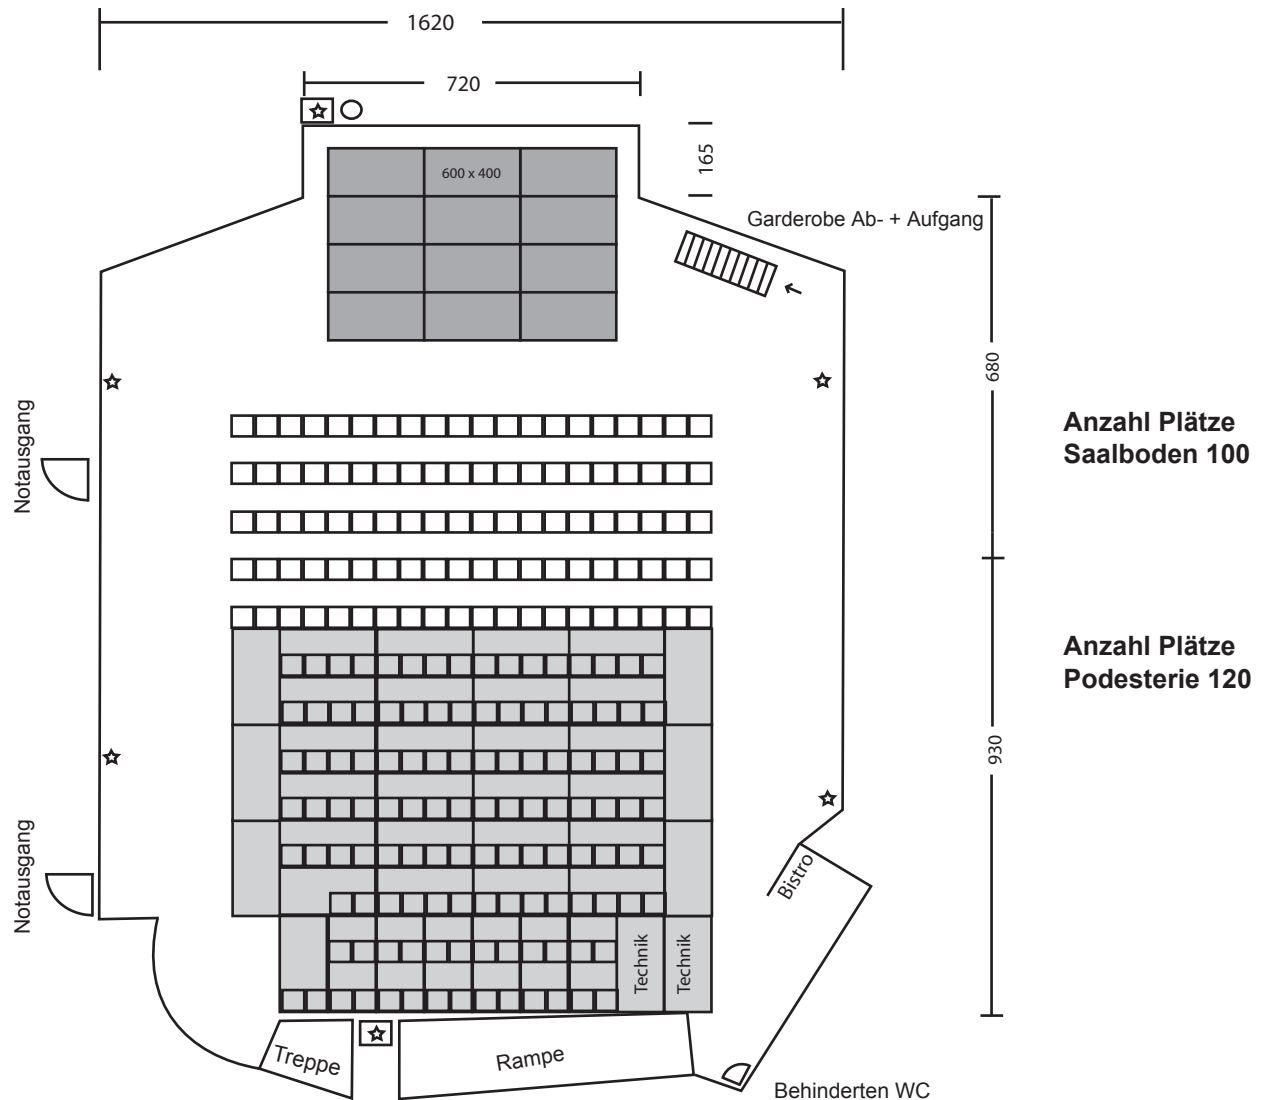 1620
720
165
600 x 400
Garderobe Ab- + Aufgang
680
Notausgang
Anzahl Plätze
Saalboden 100
Anzahl Plätze
Podesterie 120
930
Notausgang
Bistro
Technik
Technik
Treppe
Rampe
Behinderten WC